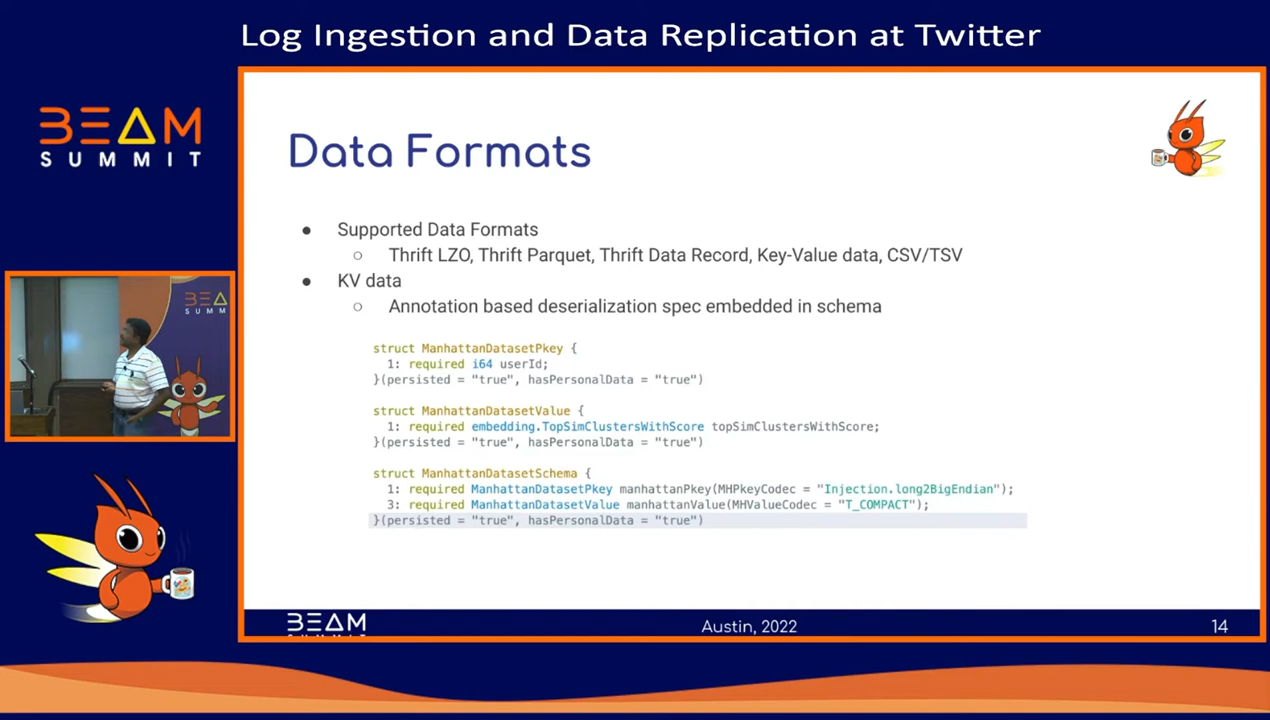 Log Ingestion and Data Replication at Twitter
BEAM
SUMMIT
Data Formats
● Supported Data Formats
○ Thrift LZO, Thrift Parquet, Thrift Data Record, Key-Value data, CSV/TSV
● KV data
○ Annotation based deserialization spec embedded in schema
struct ManhattanDatasetPkey {
1: required i64 userId;
}(persisted = "true", hasPersonalData = "true")
struct ManhattanDatasetValue {
1: required embedding.TopSimClustersWithScore topSimClustersWithScore;
}(persisted = "true", hasPersonalData = "true")
struct ManhattanDatasetSchema {
1: required ManhattanDatasetPkey manhattanPkey(MHPkeyCodec = "Injection.long2BigEndian");
3: required ManhattanDatasetValue manhattanValue(MHValueCodec = "T_COMPACT");
}(persisted = "true", hasPersonalData = "true")
BEAM
Austin, 2022
14